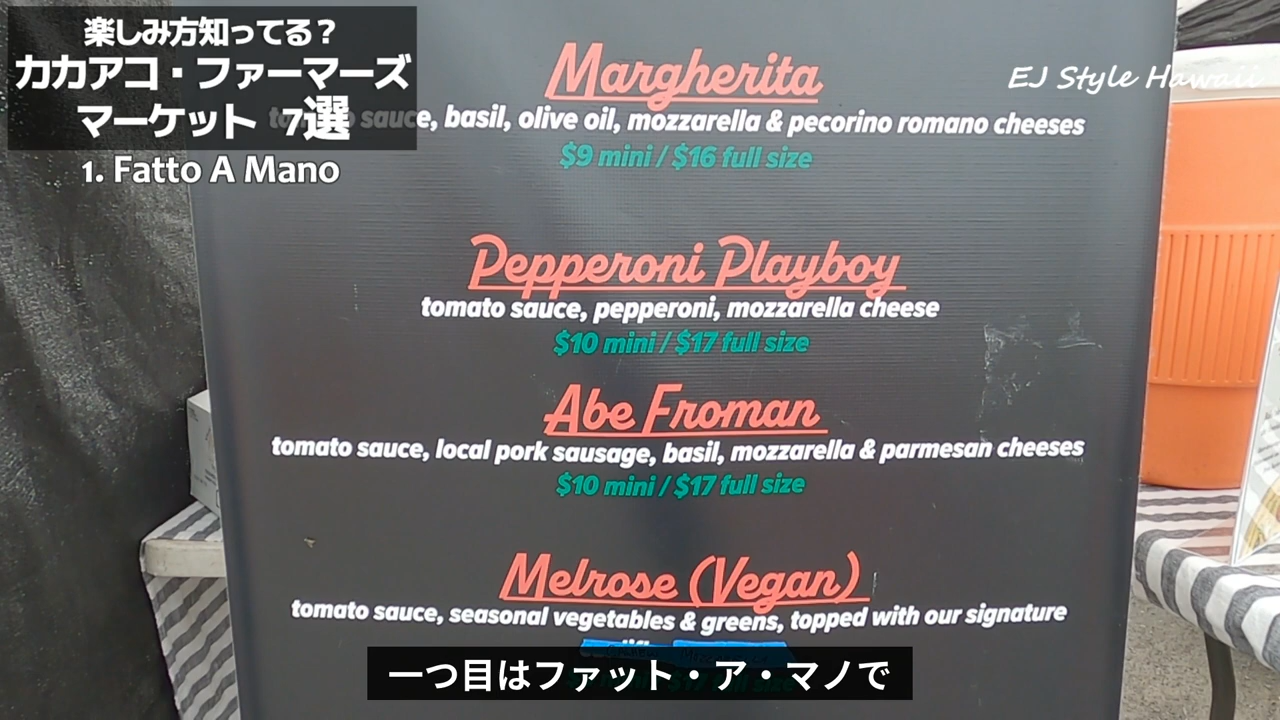 楽しみ方知ってる？
カカアコ・ファーマーズ
マーケット 7選
1. Fatto A Mano
EJ Style Hawaii
Margherita
sauce, basil, olive oil, mozzarella & pecorino romano cheeses
$9 mini / $16 full size
Pepperoni Playboy
tomato sauce, pepperoni, mozzarella cheese
$10 mini / $17 full size
Abe Froman
tomato sauce, local pork sausage, basil, mozzarella & parmesan cheeses
$10 mini / $17 full size
Melrose (Vegan)
tomato sauce, seasonal vegetables & greens, topped with our signature
一つ目はファット・ア・マノで